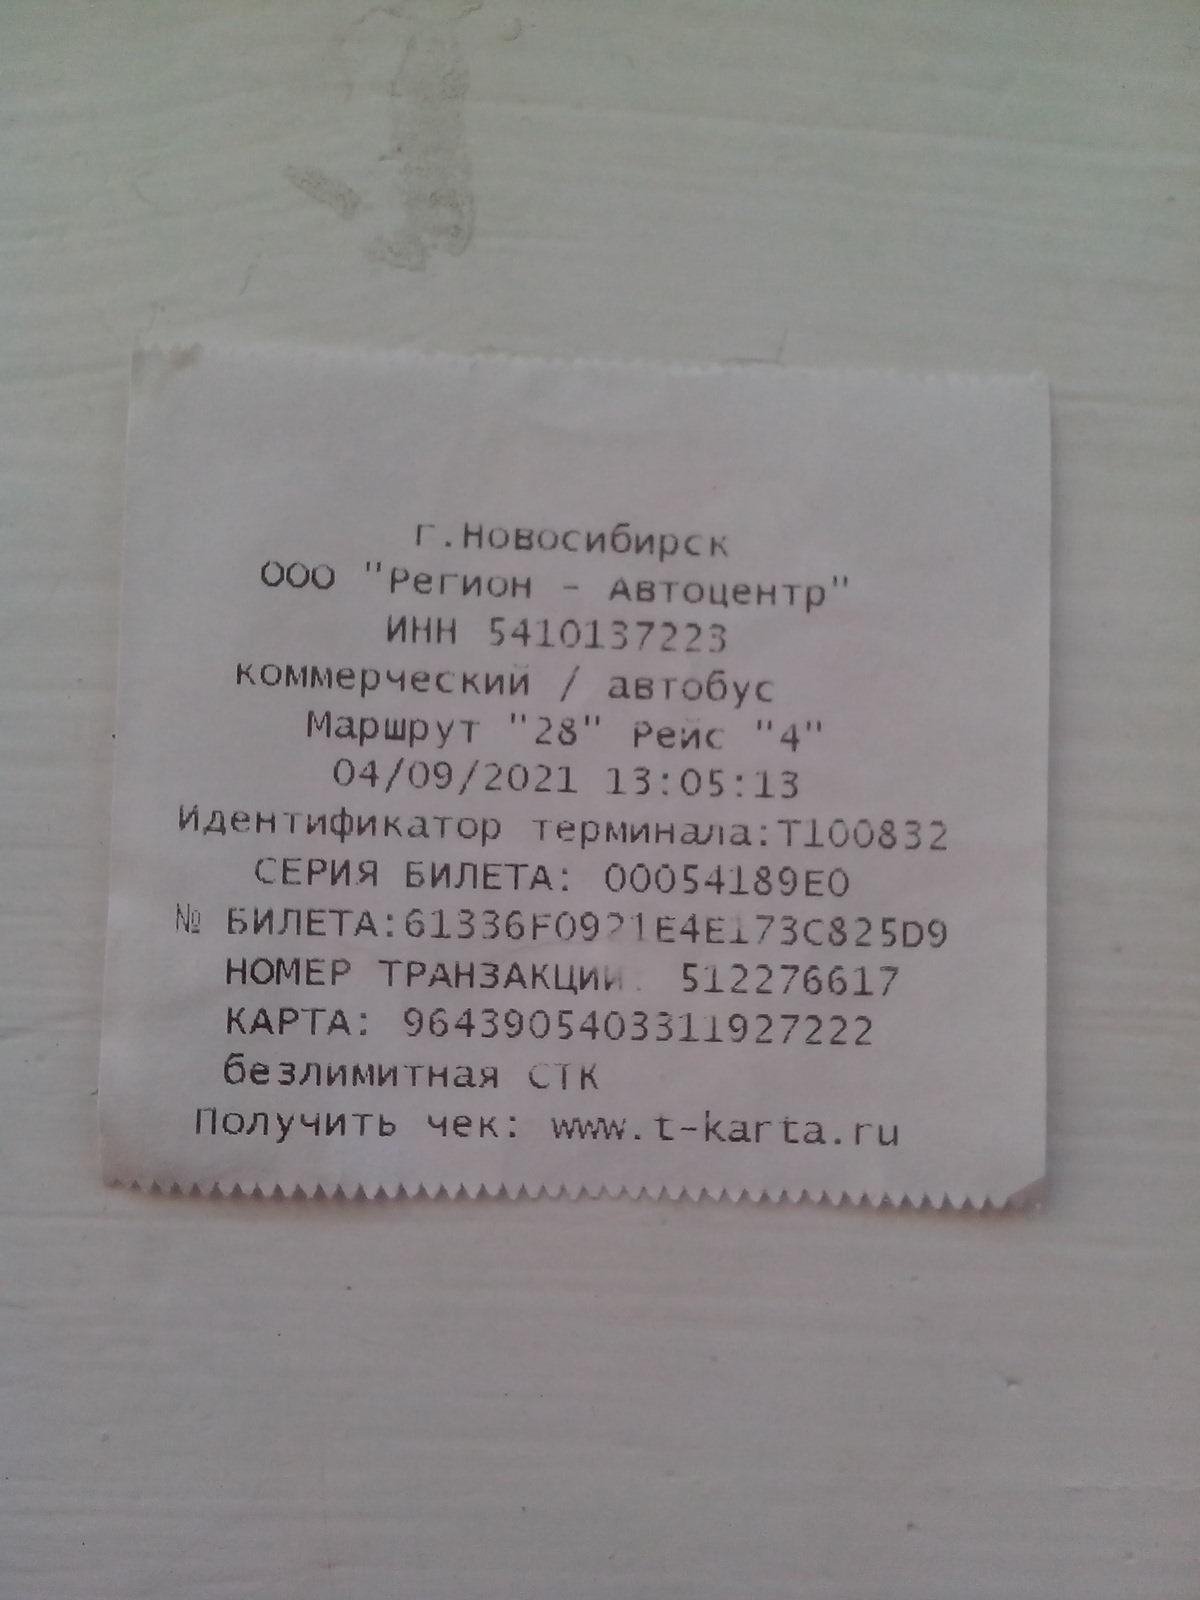 г.Новосибирск
ООО "Регион - Автоцентр"
ИНН 5410137223
коммерческий / автобус
Маршрут "28" Рейс "4"
04/09/2021 13:05:13
Идентификатор терминала:T100832
СЕРИЯ БИЛЕТА: 00054189E0
№ БИЛЕТА:61336F0921E4E173C825D9
НОМЕР ТРАНЗАКЦИИ: 512276617
КАРТА: 9643905403311927222
безлимитная СТК
Получить чек: www.t-karta.ru